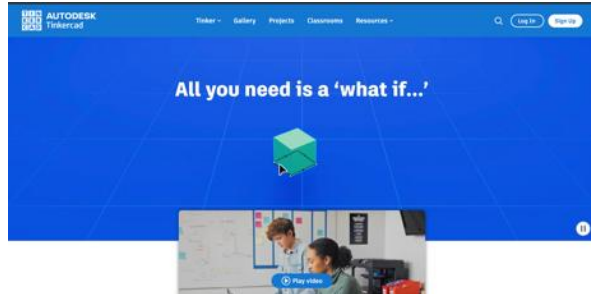 AUTODESK
Tinkercad
Tinker
Gallery
Projects
Classrooms
Resources
Log In
Sign Up
All you need is a ‘what if...’
Play video